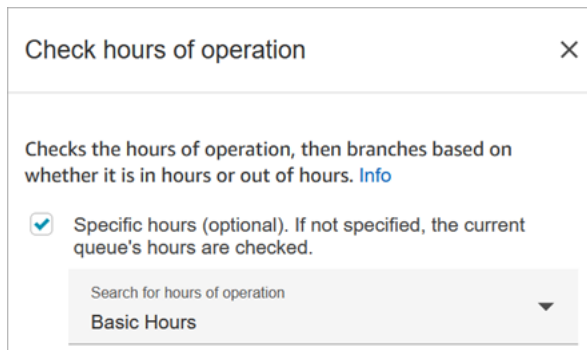 Check hours of operation
Checks the hours of operation, then branches based on
whether it is in hours or out of hours. Info
Specific hours (optional). If not specified, the current
queue's hours are checked.
Search for hours of operation
Basic Hours